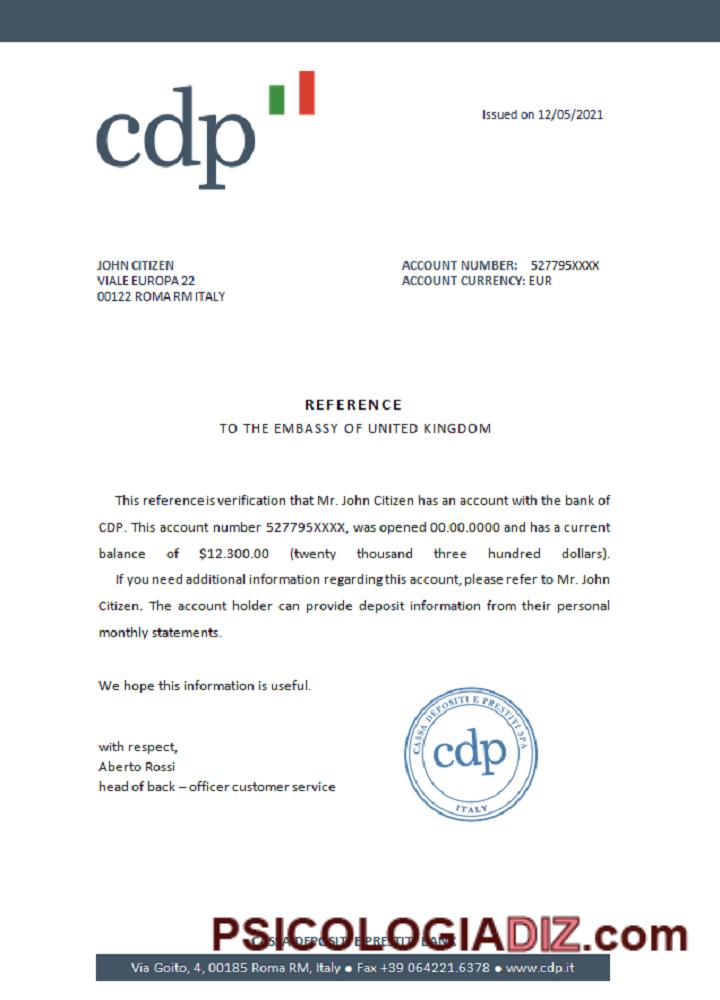 cdp
Issued on 12/05/2021
JOHN CITIZEN
VIALE EUROPA 22
00122 ROMA RM ITALY
ACCOUNT NUMBER: 527795XXXX
ACCOUNT CURRENCY: EUR
REFERENCE
TO THE EMBASSY OF UNITED KINGDOM
This reference is verification that Mr. John Citizen has an account with the bank of
CDP. This account number 527795XXXX, was opened 00.00.0000 and has a current
balance of $12.300.00 (twenty thousand three hundred dollars).
If you need additional information regarding this account, please refer to Mr. John
Citizen. The account holder can provide deposit information from their personal
monthly statements.
We hope this information is useful.
with respect,
Aberto Rossi
head of back – officer customer service
CASSA DEPOSITI E PRESTITI SPA
cdp
ITALY
PSICOLOGIADIZ.com
CASSA DEPOSITI E PRESTITI BANK
Via Goito, 4, 00185 Roma RM, Italy ● Fax +39 064221.6378 ● www.cdp.it